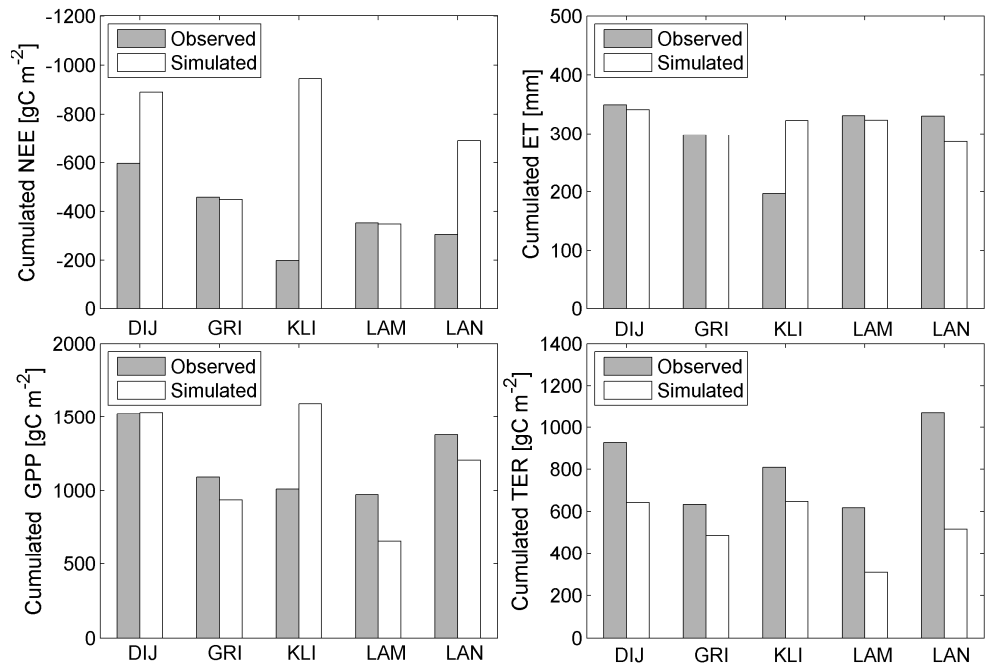 Cumulated NEE [gC m-2]
-1200
-1000
-800
-600
-400
-200
0
Observed
Simulated
DIJ GRI KLI LAM LAN
Cumulated ET [mm]
500
400
300
200
100
0
Observed
Simulated
DIJ GRI KLI LAM LAN
Cumulated GPP [gC m-2]
2000
1500
1000
500
0
Observed
Simulated
DIJ GRI KLI LAM LAN
Cumulated TER [gC m-2]
1400
1200
1000
800
600
400
200
0
Observed
Simulated
DIJ GRI KLI LAM LAN